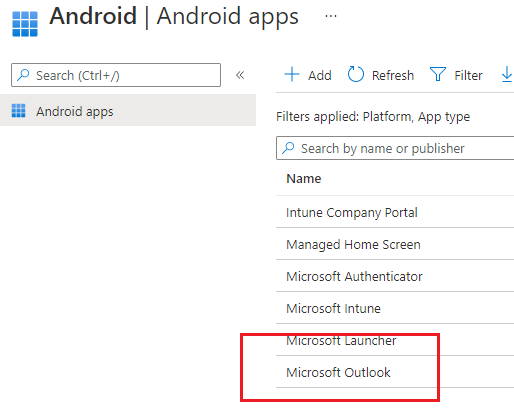 Android | Android apps ...
Search (Ctrl+/)
«
Add Refresh Filter
Android apps
Filters applied: Platform, App type
Search by name or publisher
Name
Intune Company Portal
Managed Home Screen
Microsoft Authenticator
Microsoft Intune
Microsoft Launcher
Microsoft Outlook